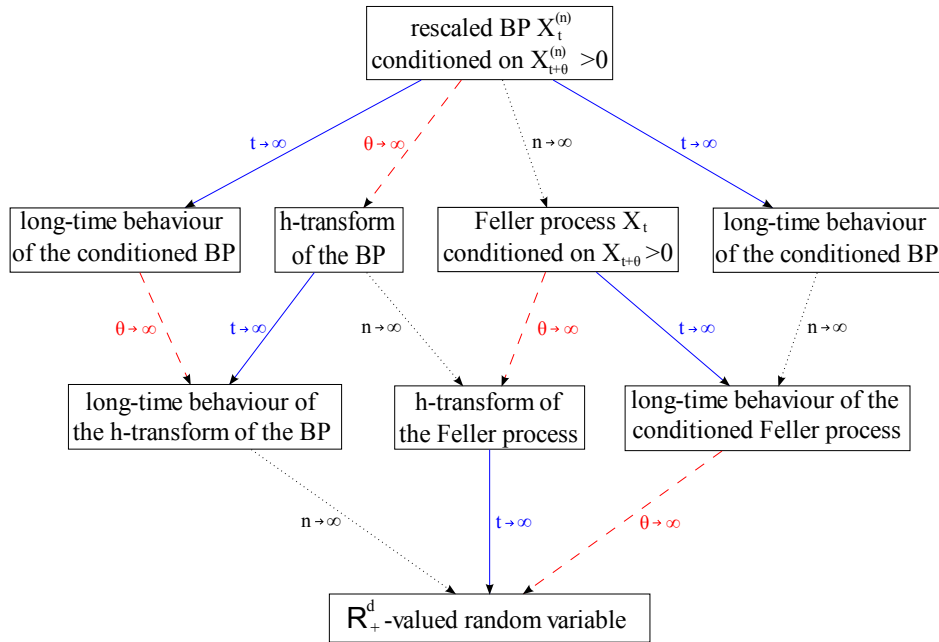 rescaled BP X_t^(n)
conditioned on X_{t+θ}^(n) >0
t→∞
θ→∞
n→∞
t→∞
long-time behaviour
of the conditioned BP
h-transform
of the BP
Feller process X_t
conditioned on X_{t+θ} >0
long-time behaviour
of the conditioned BP
θ→∞
t→∞
n→∞
θ→∞
t→∞
n→∞
long-time behaviour of
the h-transform of the BP
h-transform of
the Feller process
long-time behaviour of the
conditioned Feller process
n→∞
t→∞
θ→∞
R_+^d -valued random variable